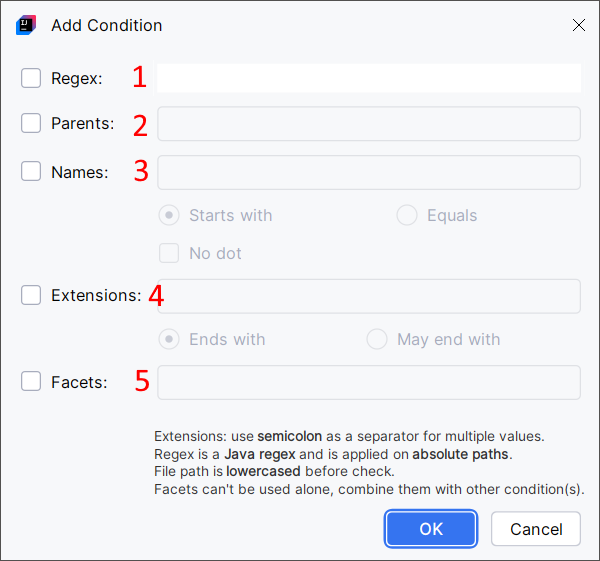 IJ
Add Condition
Regex: 1
Parents: 2
Names: 3
Starts with Equals
No dot
Extensions: 4
Ends with May end with
Facets: 5
Extensions: use semicolon as a separator for multiple values.
Regex is a Java regex and is applied on absolute paths.
File path is lowercased before check.
Facets can't be used alone, combine them with other condition(s).
OK Cancel